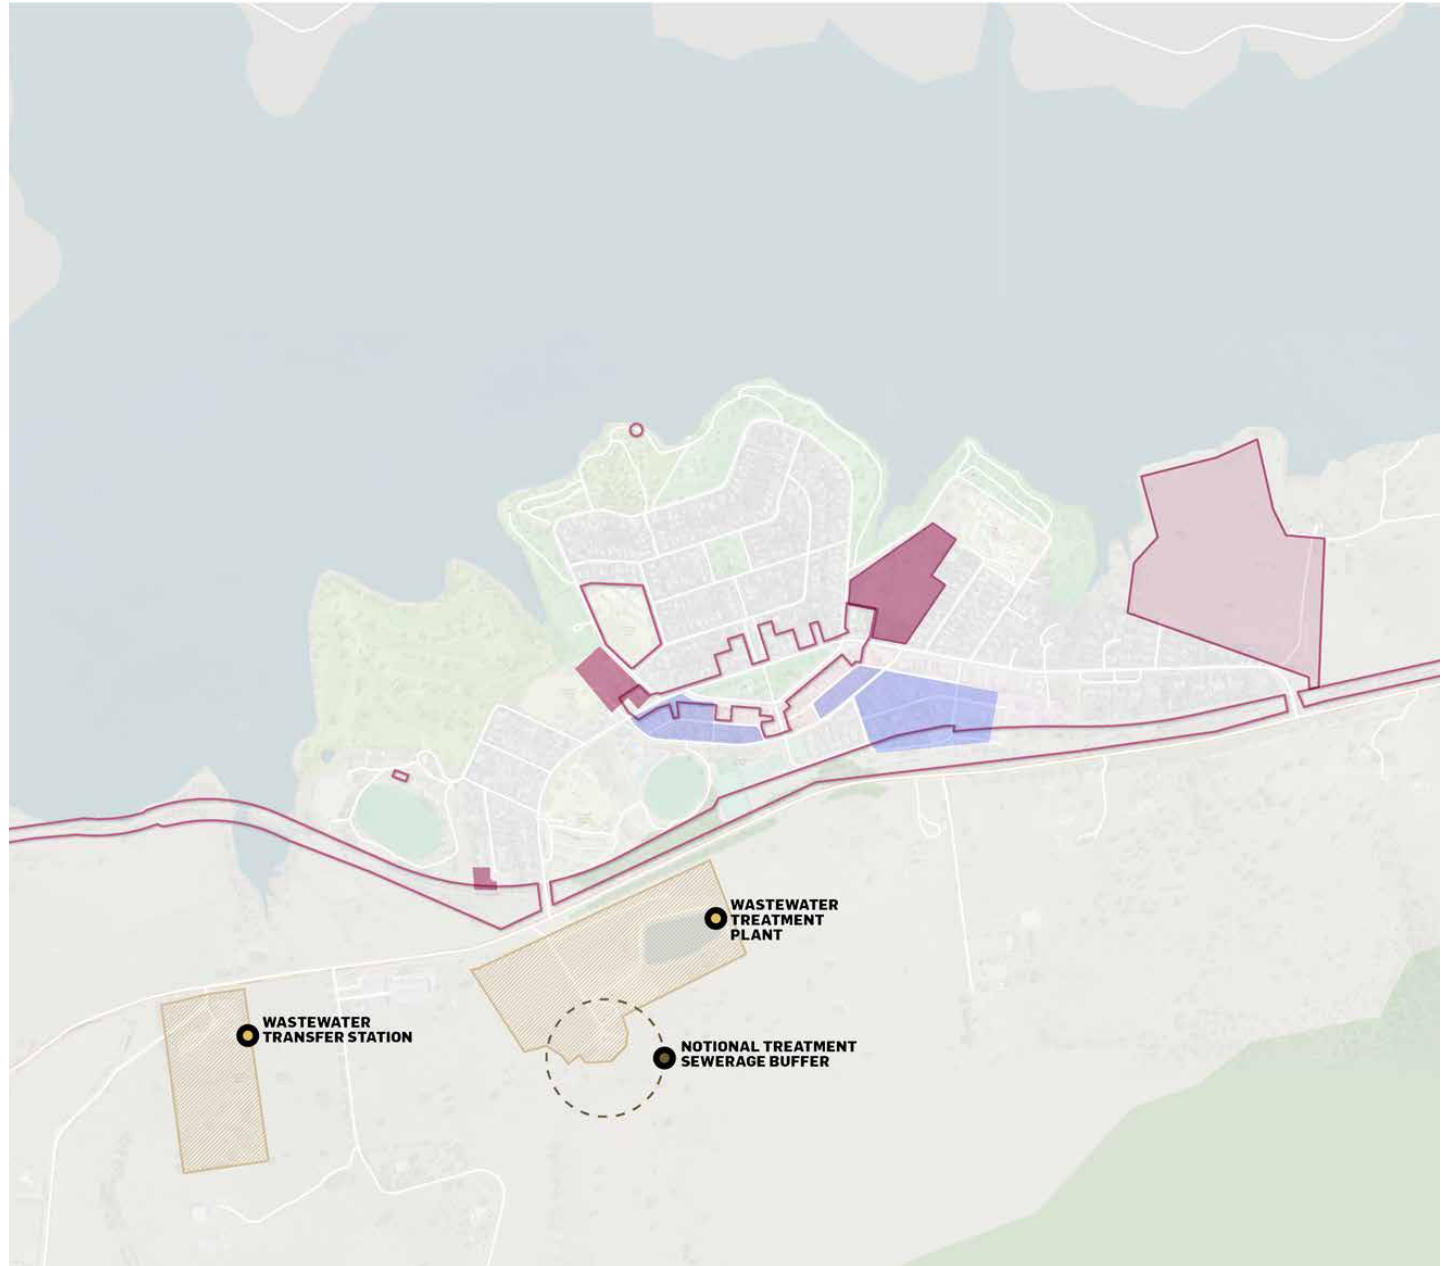 WASTEWATER
TREATMENT
PLANT
WASTEWATER
TRANSFER STATION
NOTIONAL TREATMENT
SEWERAGE BUFFER